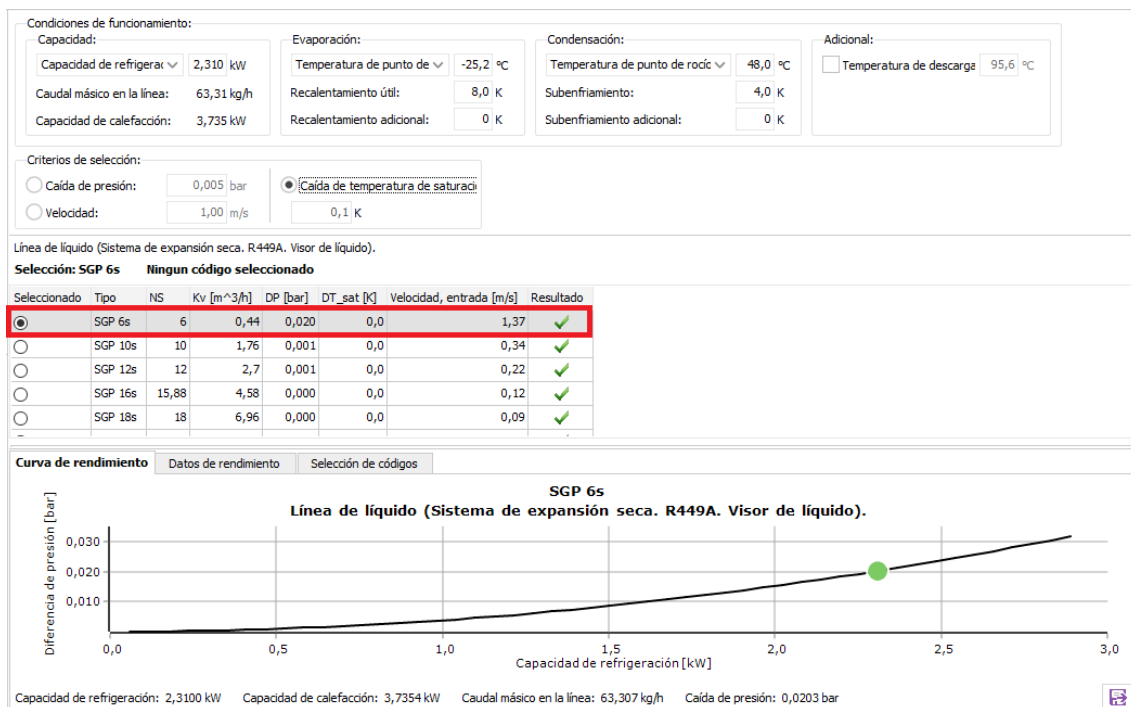 Condiciones de funcionamiento:
Capacidad:
Capacidad de refrigerac 2,310 kW
Caudal másico en la línea: 63,31 kg/h
Capacidad de calefacción: 3,735 kW
Evaporación:
Temperatura de punto de -25,2 ºC
Recalentamiento útil: 8,0 K
Recalentamiento adicional: 0 K
Condensación:
Temperatura de punto de rocíc 48,0 ºC
Subenfriamiento: 4,0 K
Subenfriamiento adicional: 0 K
Adicional:
Temperatura de descarga 95,6 ºC
Criterios de selección:
Caída de presión: 0,005 bar
Velocidad: 1,00 m/s
Caída de temperatura de saturaci
0,1 K
Línea de líquido (Sistema de expansión seca. R449A. Visor de líquido).
Selección: SGP 6s Ningun código seleccionado
Seleccionado Tipo NS Kv [m^3/h] DP [bar] DT_sat [K] Velocidad, entrada [m/s] Resultado
SGP 6s 6 0,44 0,020 0,0 1,37
SGP 10s 10 1,76 0,001 0,0 0,34
SGP 12s 12 2,7 0,001 0,0 0,22
SGP 16s 15,88 4,58 0,000 0,0 0,12
SGP 18s 18 6,96 0,000 0,0 0,09
Curva de rendimiento Datos de rendimiento Selección de códigos
SGP 6s
Línea de líquido (Sistema de expansión seca. R449A. Visor de líquido).
Diferencia de presión [bar]
0,030
0,020
0,010
0,0 0,5 1,0 1,5 2,0 2,5 3,0
Capacidad de refrigeración [kW]
Capacidad de refrigeración: 2,3100 kW Capacidad de calefacción: 3,7354 kW Caudal másico en la línea: 63,307 kg/h Caída de presión: 0,0203 bar